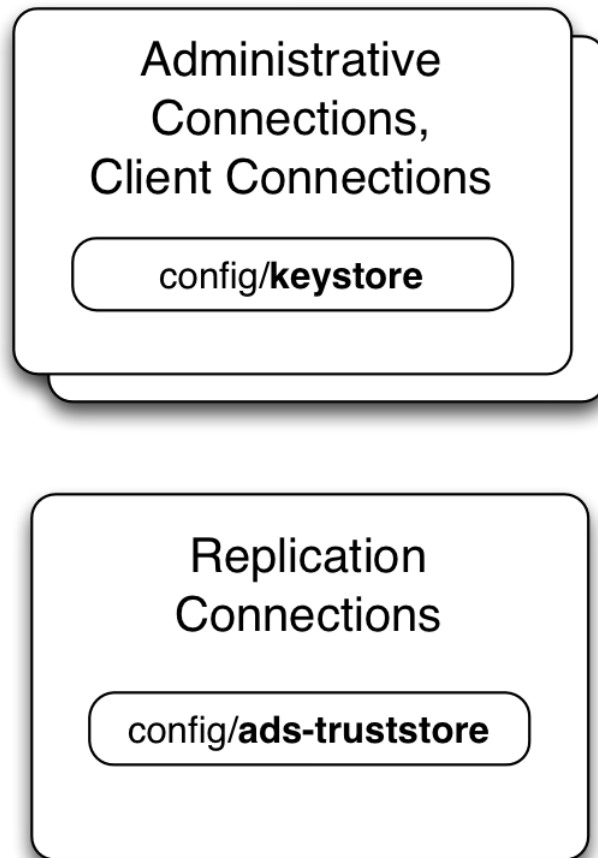 Administrative
Connections,
Client Connections
config/keystore
Replication
Connections
config/ads-truststore